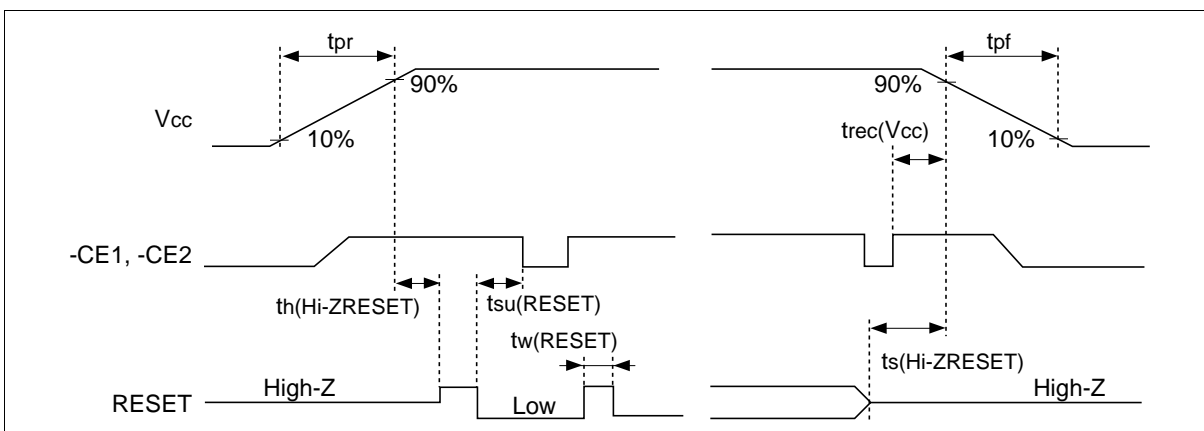 tpr
tpf
90%
90%
Vcc
trec(Vcc)
10%
10%
-CE1, -CE2
th(Hi-ZRESET)
tsu(RESET)
tw(RESET)
ts(Hi-ZRESET)
High-Z
High-Z
RESET
Low